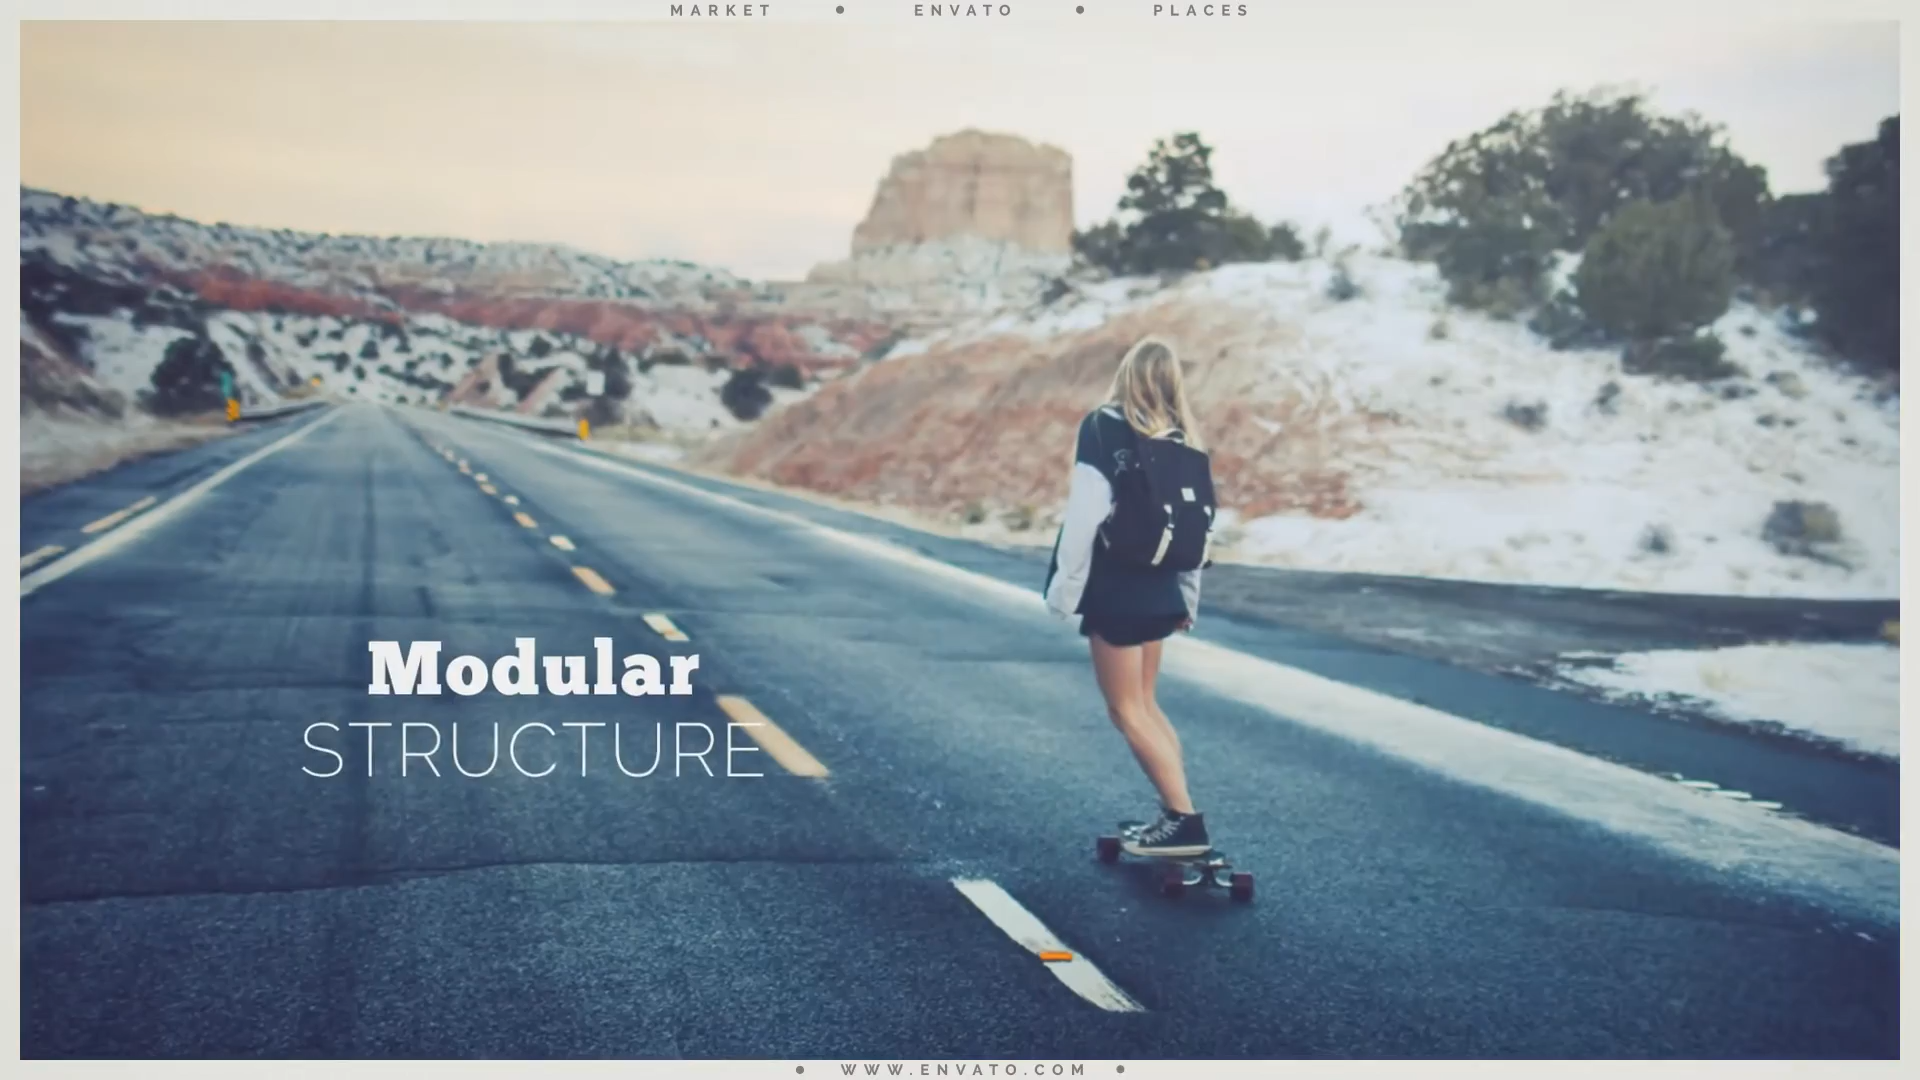 MARKET • ENVATO • PLACES
Modular
STRUCTURE
• WWW.ENVATO.COM •